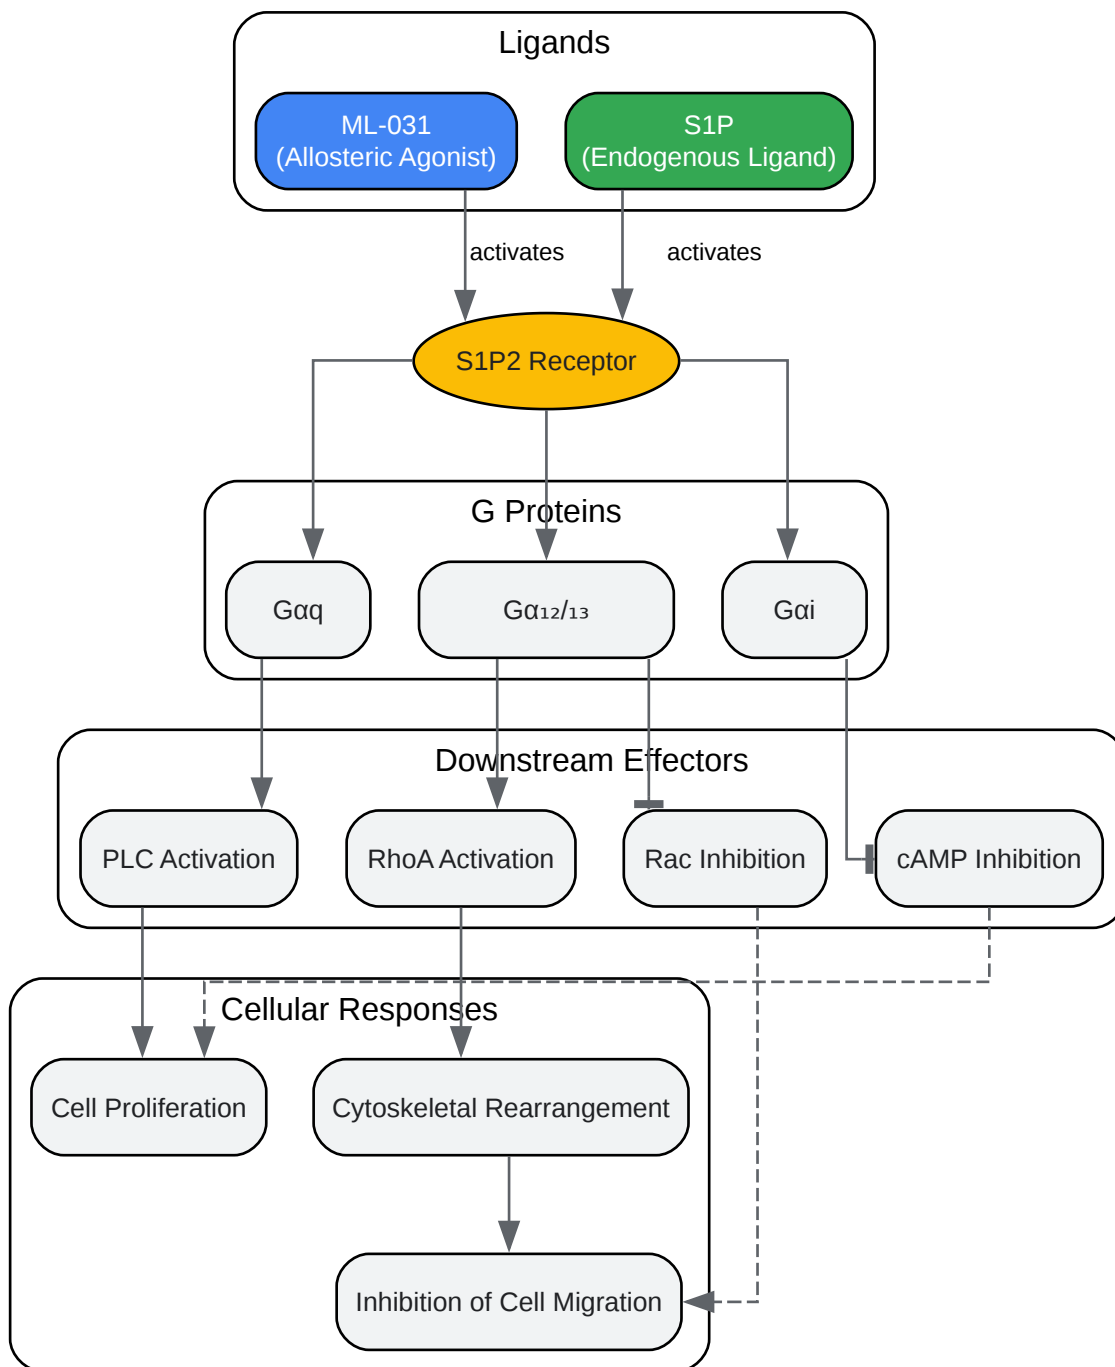 Ligands
ML-031
(Allosteric Agonist)
S1P
(Endogenous Ligand)
activates
activates
S1P2 Receptor
G Proteins
Gαq
Gα₁₂/₁₃
Gαi
Downstream Effectors
PLC Activation
RhoA Activation
Rac Inhibition
cAMP Inhibition
Cellular Responses
Cell Proliferation
Cytoskeletal Rearrangement
Inhibition of Cell Migration